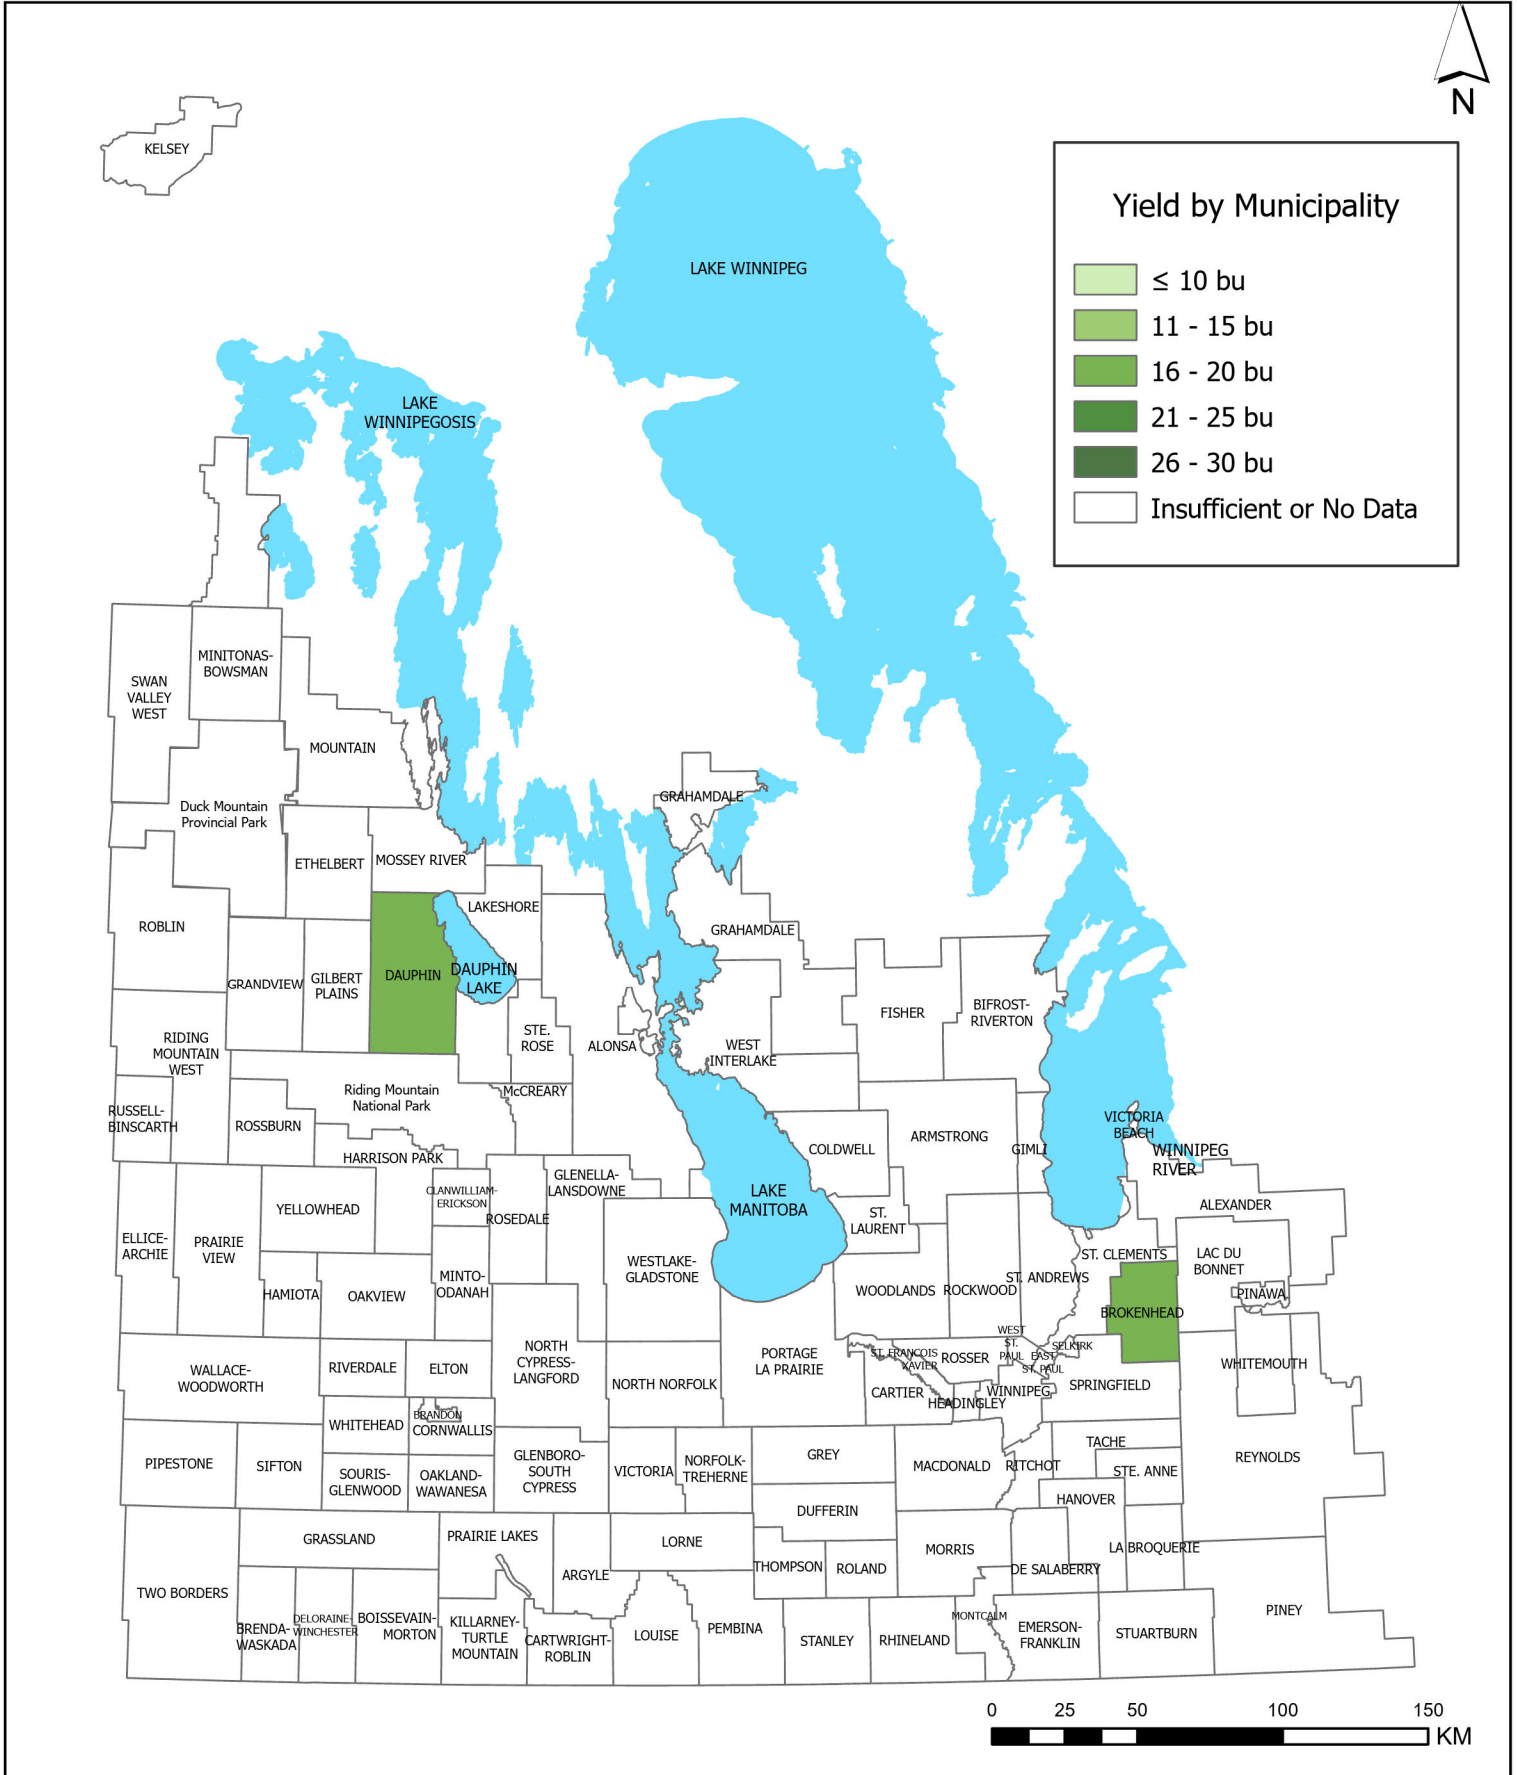 N
KELSEY
Yield by Municipality
≤ 10 bu
11 - 15 bu
16 - 20 bu
21 - 25 bu
26 - 30 bu
Insufficient or No Data
LAKE WINNIPEG
LAKE
WINNIPEGOSIS
MINITONAS-
BOWSMAN
SWAN
VALLEY
WEST
MOUNTAIN
Duck Mountain
Provincial Park
GRAHAMDALE
ETHELBERT
MOSSEY RIVER
LAKESHORE
ROBLIN
GRAHAMDALE
GRANDVIEW
GILBERT
PLAINS
DAUPHIN
DAUPHIN
LAKE
FISHER
BIFROST-
RIVERTON
STE.
ROSE
ALONSA
WEST
INTERLAKE
RIDING
MOUNTAIN
WEST
Riding Mountain
National Park
McCREARY
RUSSELL-
BINSCARTH
ROSSBURN
HARRISON PARK
COLDWELL
ARMSTRONG
GIMLI
VICTORIA
BEACH
WINNIPEG
RIVER
GLENELLA-
LANSDOWNE
CLANWILLIAM-
ERICKSON
ROSEDALE
YELLOWHEAD
LAKE
MANITOBA
ST.
LAURENT
ALEXANDER
ELLICE-
ARCHIE
PRAIRIE
VIEW
WESTLAKE-
GLADSTONE
ST. CLEMENTS
LAC DU
BONNET
HAMIOTA
OAKVIEW
MINTO-
ODANAH
WOODLANDS
ROCKWOOD
ST. ANDREWS
PINAWA
BROKENHEAD
NORTH
CYPRESS-
LANGFORD
PORTAGE
LA PRAIRIE
ST. FRANCOIS
XAVIER
ROSSER
WEST
ST.
PAUL
EAST
ST. PAUL
SELKIRK
WHITEMOUTH
WALLACE-
WOODWORTH
RIVERDALE
ELTON
NORTH NORFOLK
CARTIER
HEADINGLEY
WINNIPEG
SPRINGFIELD
WHITEHEAD
BRANDON
CORNWALLIS
PIPESTONE
SIFTON
SOURIS-
GLENWOOD
OAKLAND-
WAWANESA
GLENBORO-
SOUTH
CYPRESS
VICTORIA
NORFOLK-
TREHERNE
GREY
MACDONALD
RITCHOT
TACHE
STE. ANNE
REYNOLDS
HANOVER
DUFFERIN
GRASSLAND
PRAIRIE LAKES
LORNE
ARGYLE
THOMPSON
ROLAND
MORRIS
DE SALABERRY
LA BROQUERIE
TWO BORDERS
BRENDA-
WASKADA
DELORAINE-
WINCHESTER
BOISSEVAIN-
MORTON
KILLARNEY-
TURTLE
MOUNTAIN
CARTWRIGHT-
ROBLIN
LOUISE
PEMBINA
STANLEY
RHINELAND
MONTCALM
EMERSON-
FRANKLIN
STUARTBURN
PINEY
0 25 50 100 150
KM